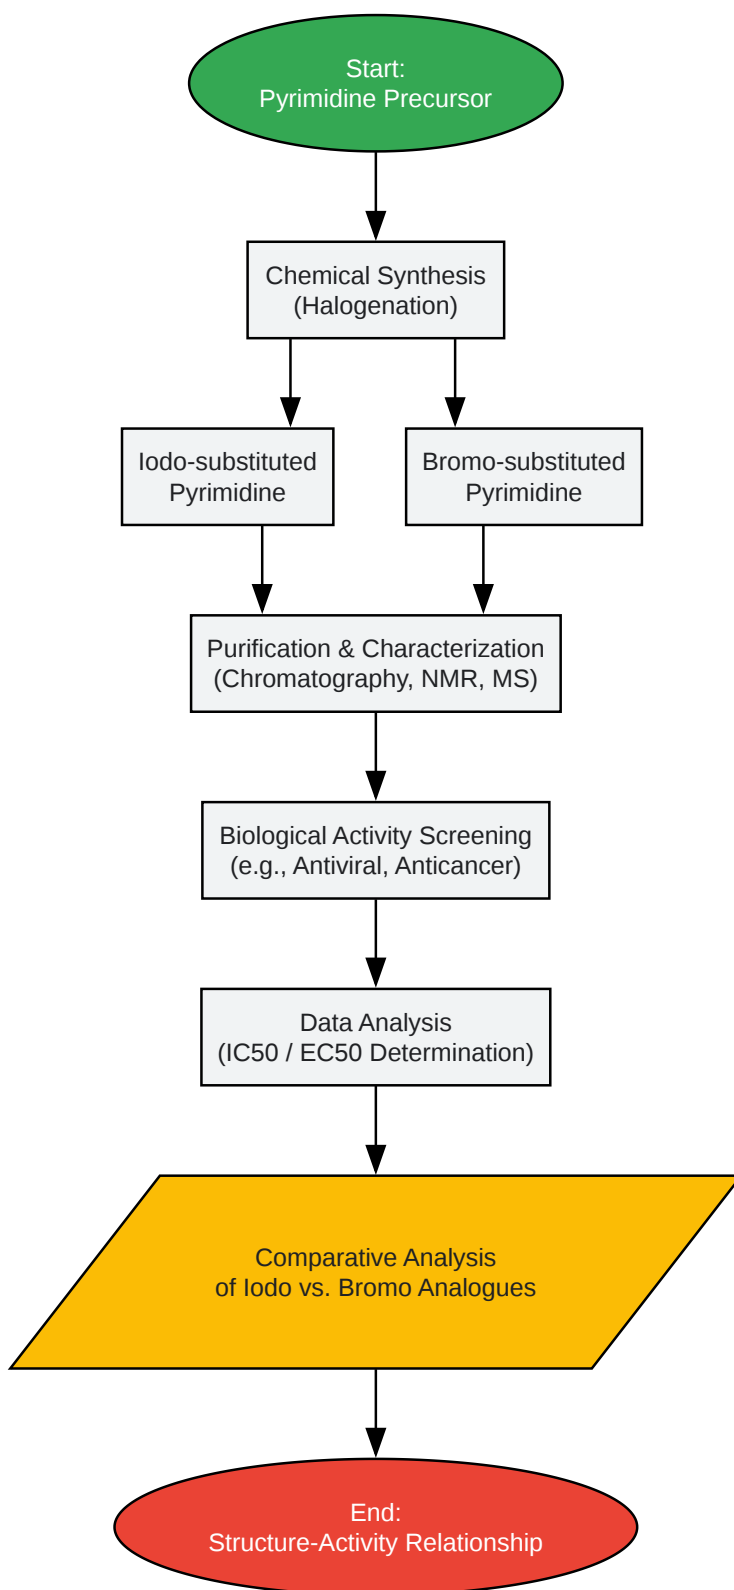 Start:
Pyrimidine Precursor
Chemical Synthesis
(Halogenation)
Iodo-substituted
Pyrimidine
Bromo-substituted
Pyrimidine
Purification & Characterization
(Chromatography, NMR, MS)
Biological Activity Screening
(e.g., Antiviral, Anticancer)
Data Analysis
(IC50 / EC50 Determination)
Comparative Analysis
of Iodo vs. Bromo Analogues
End:
Structure-Activity Relationship